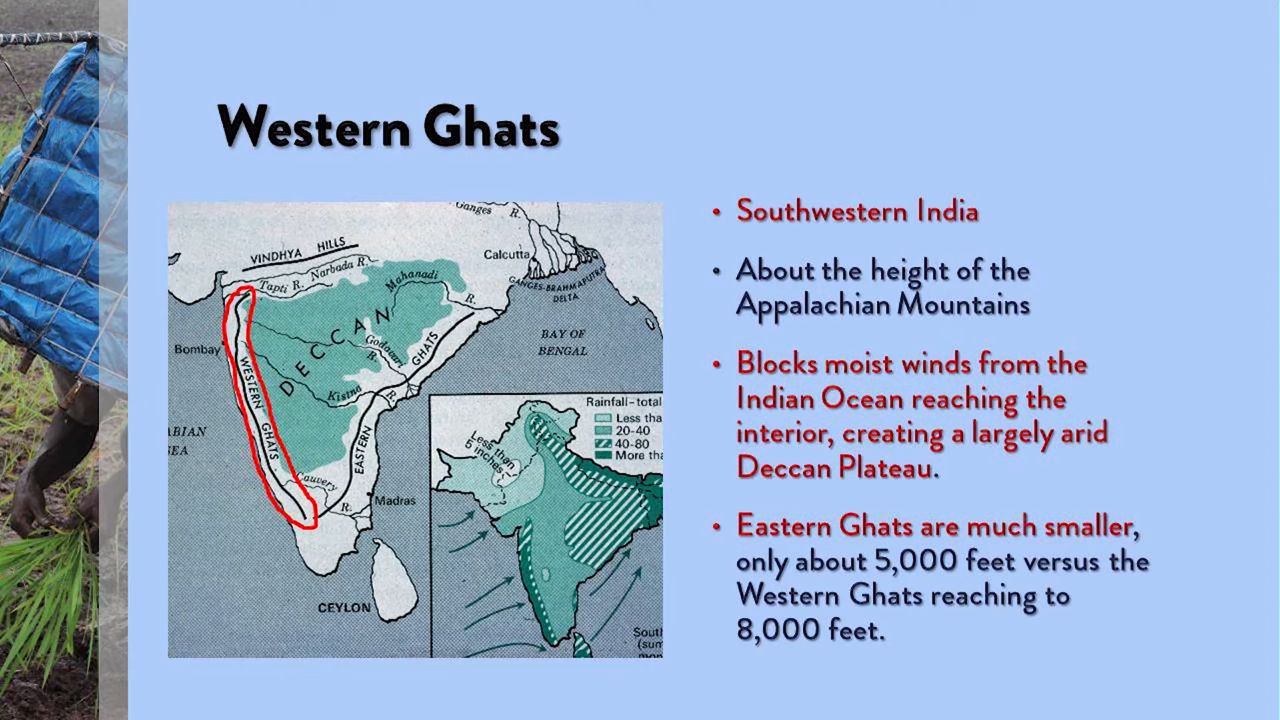 Western Ghats
Ganges R.
VINDHYA HILLS
Calcutta
Tapti R.
Narbada R.
Mahanadi
R.
GANGES-BRAHMAPUTRA
DELTA
DECCAN
Bombay
Godavari
R.
GHATS
BAY OF
BENGAL
WESTERN GHATS
Kistna
R.
EASTERN
Cauvery
R.
Madras
CEYLON
Rainfall-total
Less tha
20-40
40-80
More tha
Less than
5 inches
South
(sum
• Southwestern India
• About the height of the
Appalachian Mountains
• Blocks moist winds from the
Indian Ocean reaching the
interior, creating a largely arid
Deccan Plateau.
• Eastern Ghats are much smaller,
only about 5,000 feet versus the
Western Ghats reaching to
8,000 feet.